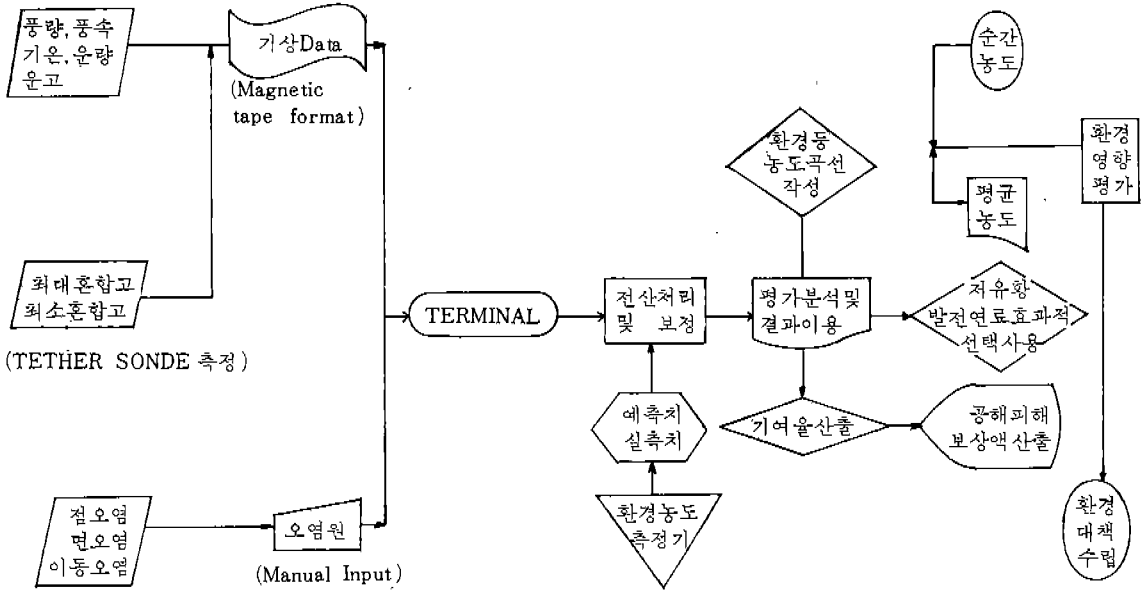 풍량,풍속
기온,운량
운고
기상Data
(Magnetic
tape format)
최대혼합고
최소혼합고
(TETHER SONDE 측정)
점오염
면오염
이동오염
오염원
(Manual Input)
TERMINAL
전산처리
및 보정
예측치
실측치
환경농도
측정기
환경등
농도곡선
작성
평가분석및
결과이용
기여율산출
순간
농도
평균
농도
환경
영향
평가
저유황
발전연료효과적
선택사용
공해피해
보상액산출
환경
대책
수립